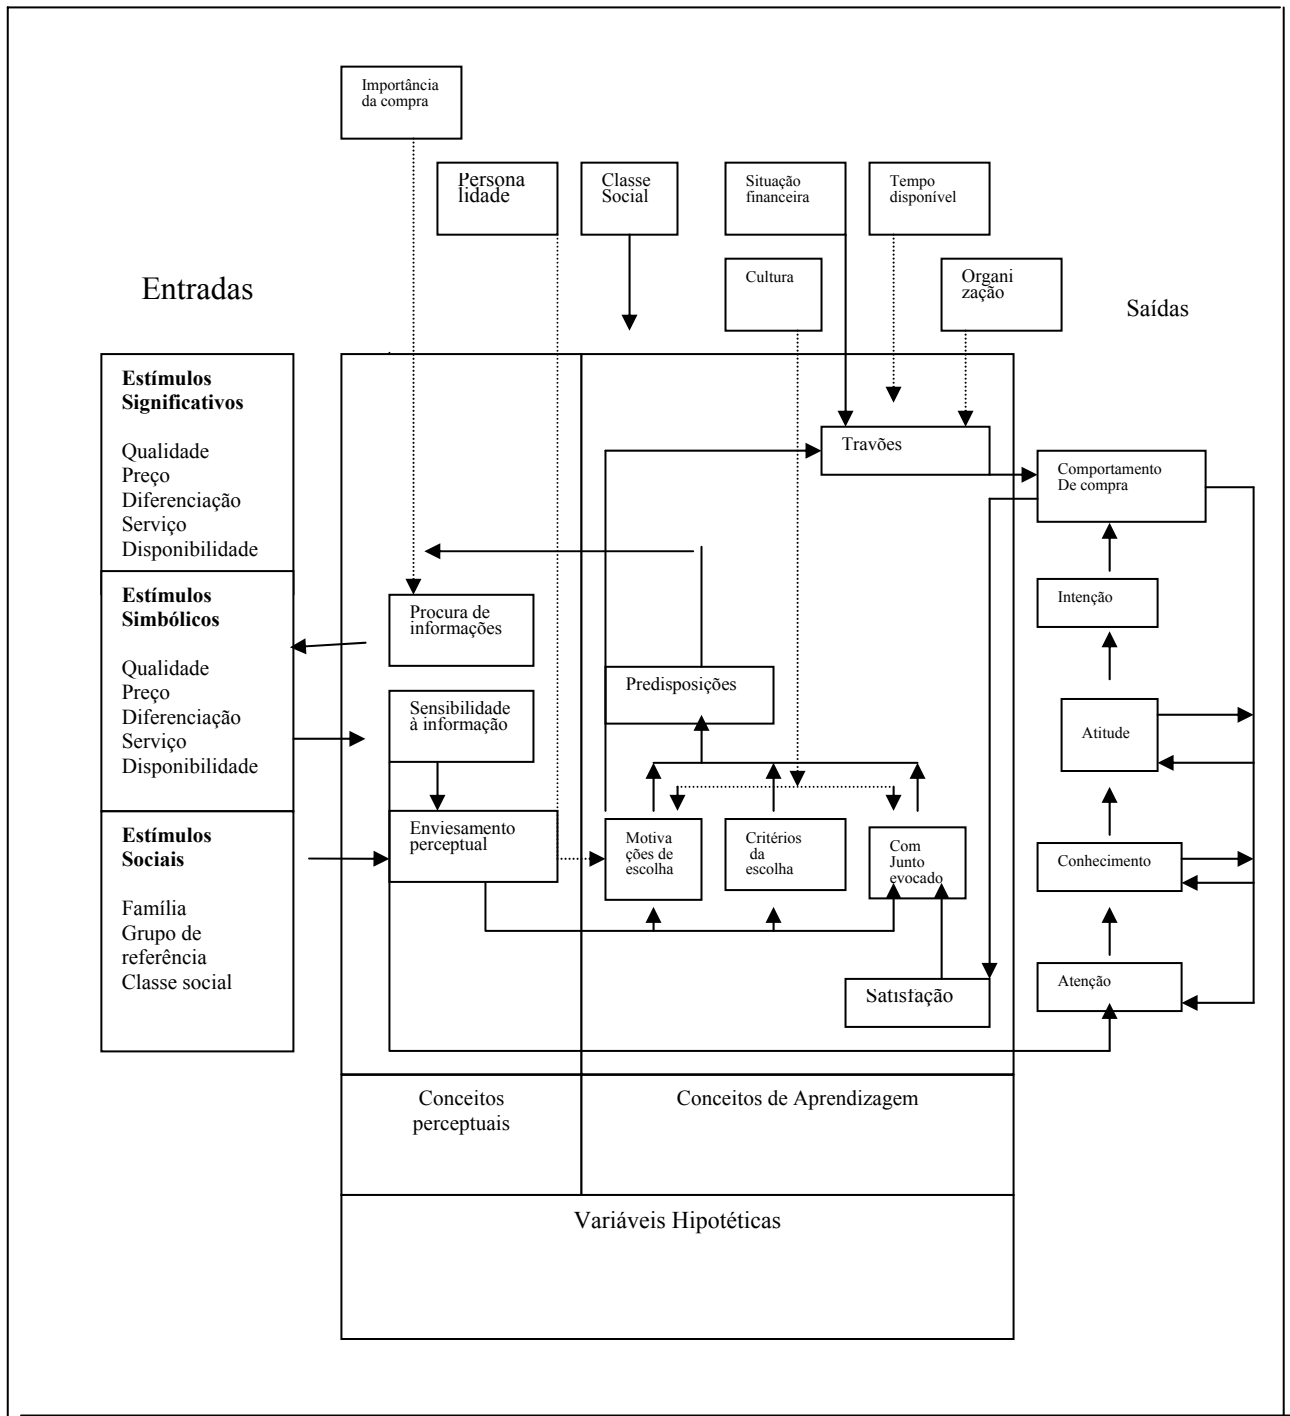 Importância
da compra
Persona
lidade
Classe
Social
Situação
financeira
Tempo
disponível
Cultura
Organi
zação
Entradas
Saídas
Estímulos
Significativos
Qualidade
Preço
Diferenciação
Serviço
Disponibilidade
Estímulos
Simbólicos
Qualidade
Preço
Diferenciação
Serviço
Disponibilidade
Estímulos
Sociais
Família
Grupo de
referência
Classe social
Procura de
informações
Sensibilidade
à informação
Enviesamento
perceptual
Travões
Predisposições
Motiva
ções de
escolha
Critérios
da
escolha
Com
Junto
evocado
Satisfação
Comportamento
De compra
Intenção
Atitude
Conhecimento
Atenção
Conceitos
perceptuais
Conceitos de Aprendizagem
Variáveis Hipotéticas